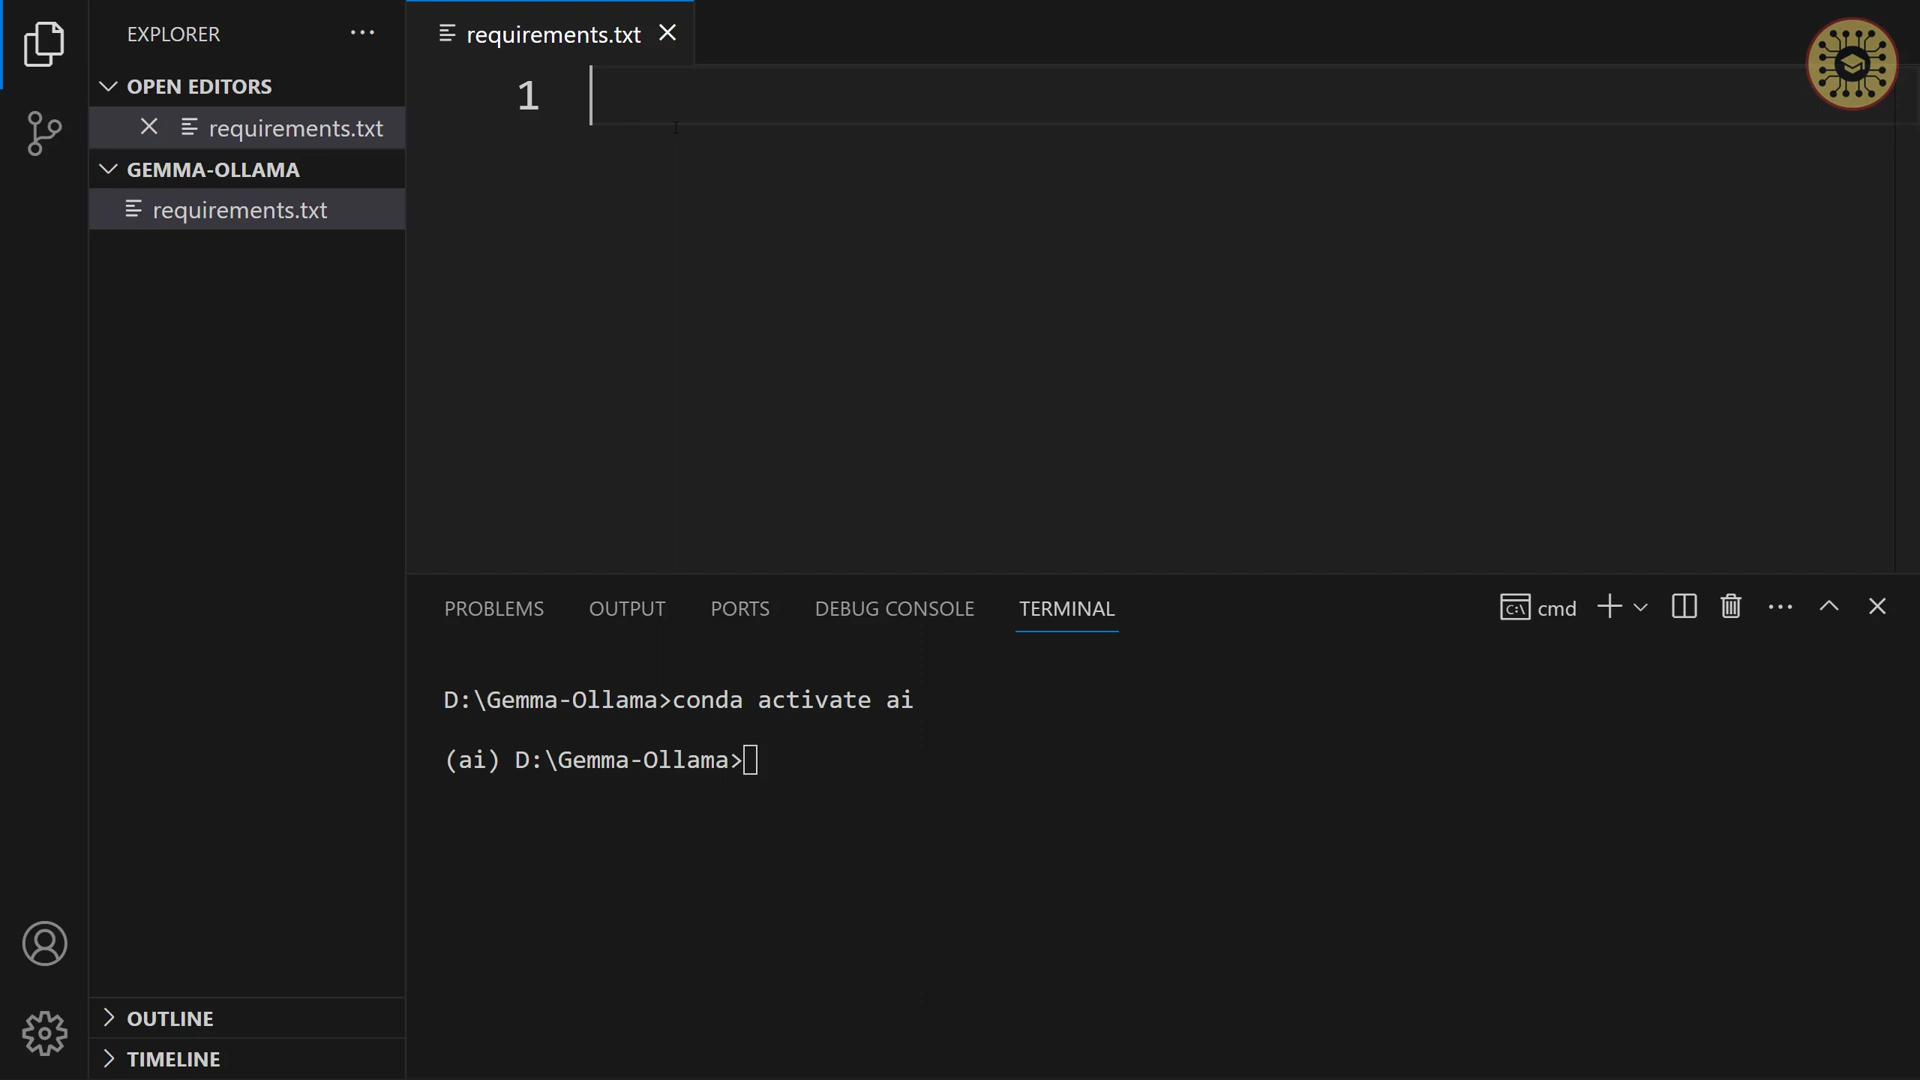 EXPLORER
requirements.txt
OPEN EDITORS
requirements.txt
GEMMA-OLLAMA
requirements.txt
1
PROBLEMS OUTPUT PORTS DEBUG CONSOLE TERMINAL
cmd
D:\Gemma-Ollama>conda activate ai
(ai) D:\Gemma-Ollama>
OUTLINE
TIMELINE